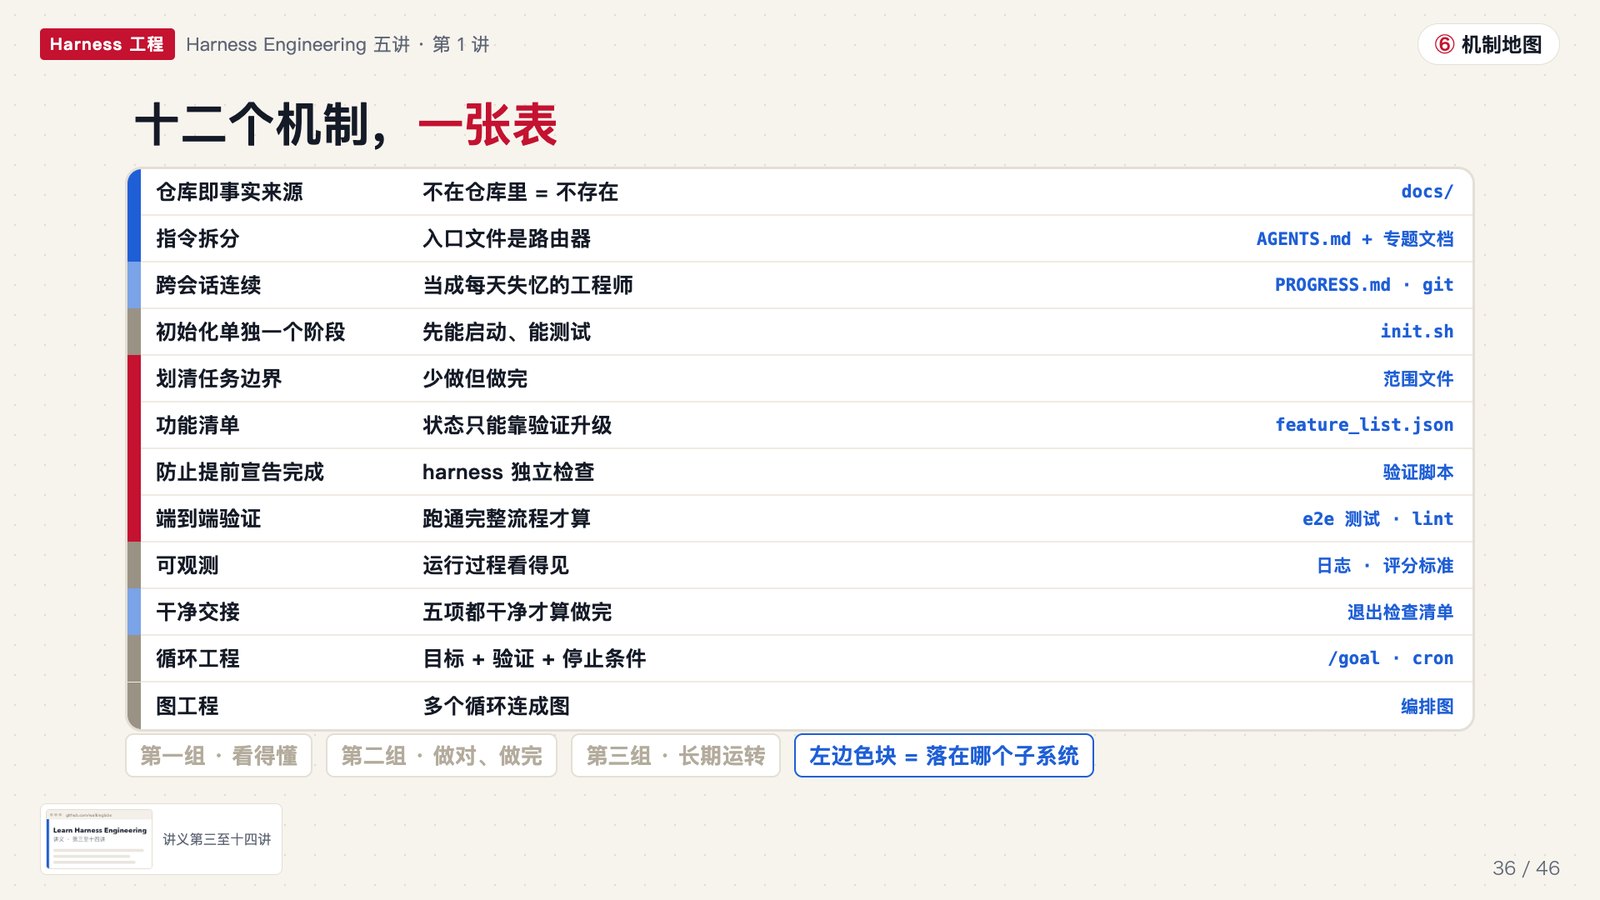 Harness 工程 Harness Engineering 五讲 · 第 1 讲
⑥ 机制地图
十二个机制，一张表
仓库即事实来源 不在仓库里 = 不存在 docs/
指令拆分 入口文件是路由器 AGENTS.md + 专题文档
跨会话连续 当成每天失忆的工程师 PROGRESS.md · git
初始化单独一个阶段 先能启动、能测试 init.sh
划清任务边界 少做但做完 范围文件
功能清单 状态只能靠验证升级 feature_list.json
防止提前宣告完成 harness 独立检查 验证脚本
端到端验证 跑通完整流程才算 e2e 测试 · lint
可观测 运行过程看得见 日志 · 评分标准
干净交接 五项都干净才算做完 退出检查清单
循环工程 目标 + 验证 + 停止条件 /goal · cron
图工程 多个循环连成图 编排图
第一组 · 看得懂 第二组 · 做对、做完 第三组 · 长期运转 左边色块 = 落在哪个子系统
Learn Harness Engineering
讲义 · 第三至十四讲
讲义第三至十四讲
36 / 46